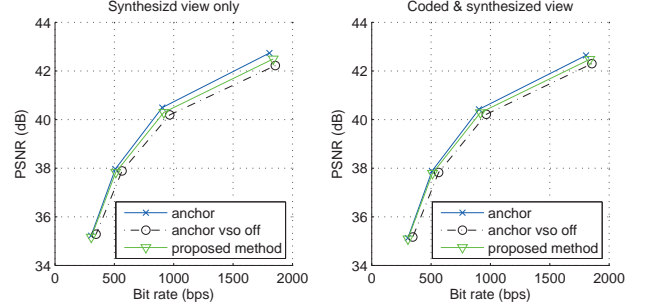 Synthesizd view only
44
42
40
38
36
34
PSNR (dB)
0 500 1000 1500 2000
Bit rate (bps)
anchor
anchor vso off
proposed method
Coded & synthesized view
44
42
40
38
36
34
PSNR (dB)
0 500 1000 1500 2000
Bit rate (bps)
anchor
anchor vso off
proposed method